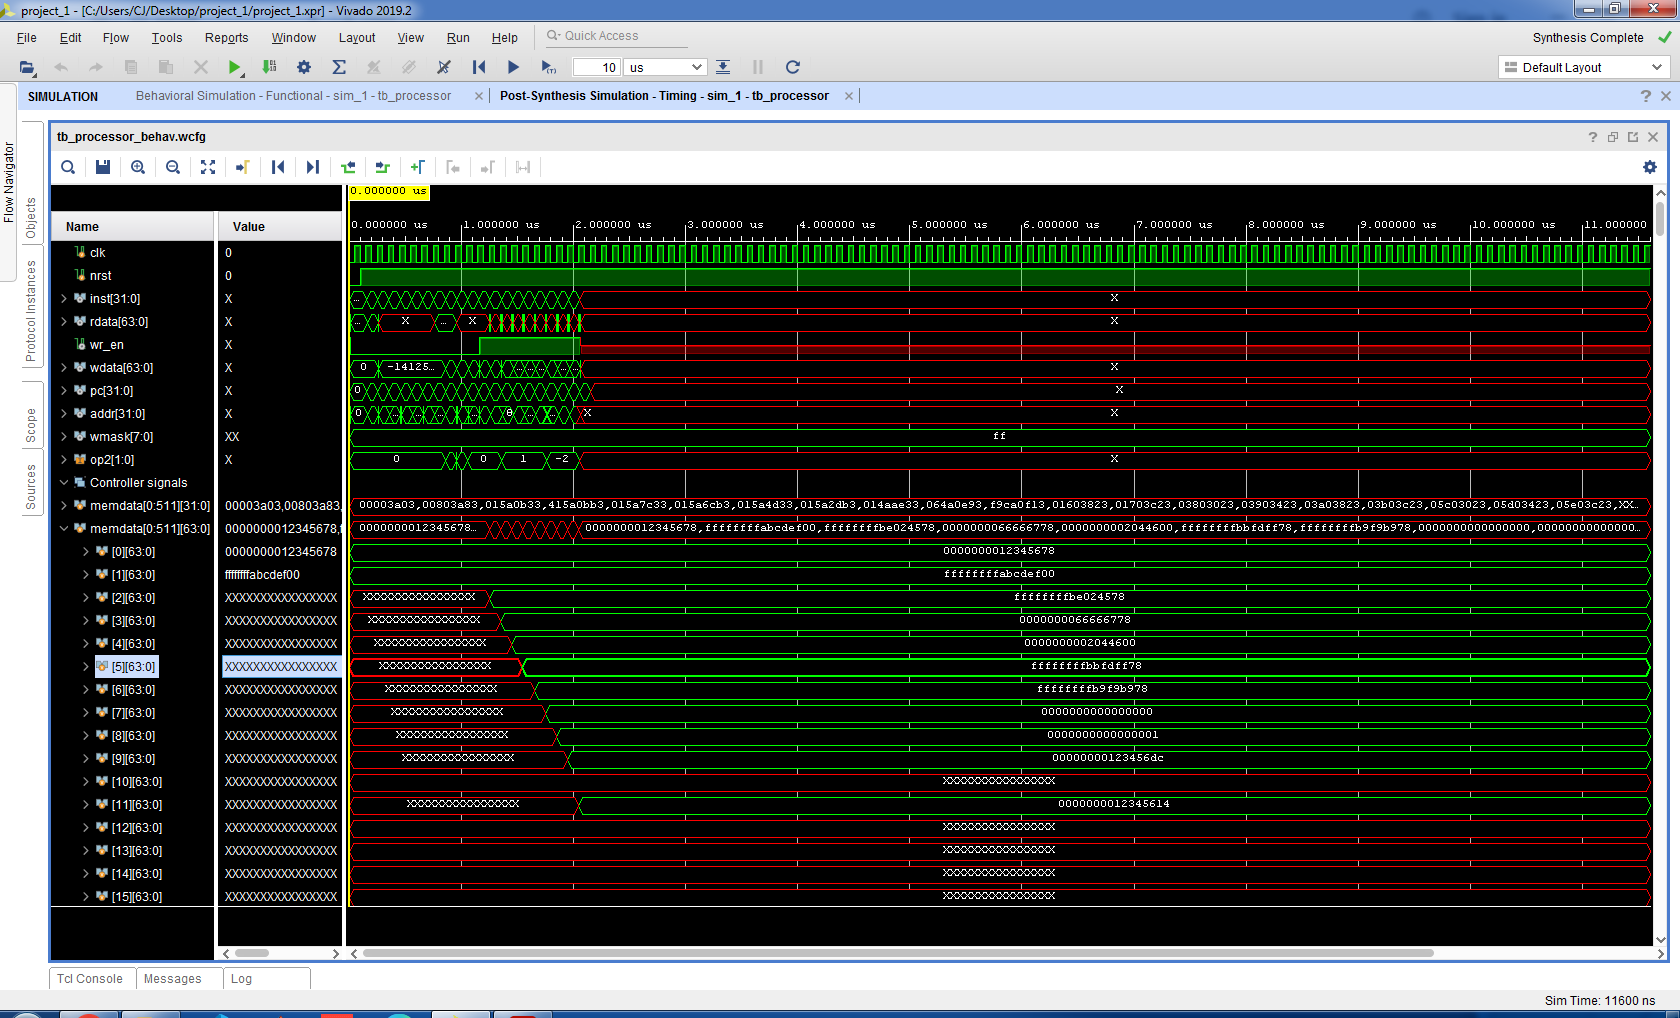 project_1 - [C:/Users/CJ/Desktop/project_1/project_1.xpr] - Vivado 2019.2
File Edit Flow Tools Reports Window Layout View Run Help Quick Access Synthesis Complete
10 us Default Layout
SIMULATION Behavioral Simulation - Functional - sim_1 - tb_processor Post-Synthesis Simulation - Timing - sim_1 - tb_processor
Flow Navigator
Objects
Protocol Instances
Scope
Sources
tb_processor_behav.wcfg
0.000000 us
Name Value 0.000000 us 1.000000 us 2.000000 us 3.000000 us 4.000000 us 5.000000 us 6.000000 us 7.000000 us 8.000000 us 9.000000 us 10.000000 us 11.000000
clk 0
nrst 0
inst[31:0] X ... X
rdata[63:0] X ... X ... X X
wr_en X
wdata[63:0] X 0 -14125... X
pc[31:0] X 0 X
addr[31:0] X 0 X X
wmask[7:0] XX ff
op2[1:0] X 0 0 1 -2 X
Controller signals
memdata[0:511][31:0] 00003a03,00803a83, 00003a03,00803a83,015a0b33,415a0bb3,015a7c33,015a6cb3,015a4d33,015a2db3,014aae33,064a0e93,f9ca0f13,01603823,01703c23,03803023,03903423,03a03823,03b03c23,05c03023,05d03423,05e03c23,XX...
memdata[0:511][63:0] 0000000012345678,f 0000000012345678... 0000000012345678,ffffffffabcdef00,ffffffffbe024578,0000000066666778,0000000002044600,ffffffffbbfdff78,ffffffffb9f9b978,0000000000000000,00000000000000...
[0][63:0] 0000000012345678 0000000012345678
[1][63:0] ffffffffabcdef00 ffffffffabcdef00
[2][63:0] XXXXXXXXXXXXXXXX XXXXXXXXXXXXXXXX ffffffffbe024578
[3][63:0] XXXXXXXXXXXXXXXX XXXXXXXXXXXXXXXX 0000000066666778
[4][63:0] XXXXXXXXXXXXXXXX XXXXXXXXXXXXXXXX 0000000002044600
[5][63:0] XXXXXXXXXXXXXXXX XXXXXXXXXXXXXXXX ffffffffbbfdff78
[6][63:0] XXXXXXXXXXXXXXXX XXXXXXXXXXXXXXXX ffffffffb9f9b978
[7][63:0] XXXXXXXXXXXXXXXX XXXXXXXXXXXXXXXX 0000000000000000
[8][63:0] XXXXXXXXXXXXXXXX XXXXXXXXXXXXXXXX 0000000000000001
[9][63:0] XXXXXXXXXXXXXXXX XXXXXXXXXXXXXXXX 00000000123456dc
[10][63:0] XXXXXXXXXXXXXXXX XXXXXXXXXXXXXXXX
[11][63:0] XXXXXXXXXXXXXXXX XXXXXXXXXXXXXXXX 0000000012345614
[12][63:0] XXXXXXXXXXXXXXXX XXXXXXXXXXXXXXXX
[13][63:0] XXXXXXXXXXXXXXXX XXXXXXXXXXXXXXXX
[14][63:0] XXXXXXXXXXXXXXXX XXXXXXXXXXXXXXXX
[15][63:0] XXXXXXXXXXXXXXXX XXXXXXXXXXXXXXXX
Tcl Console Messages Log
Sim Time: 11600 ns